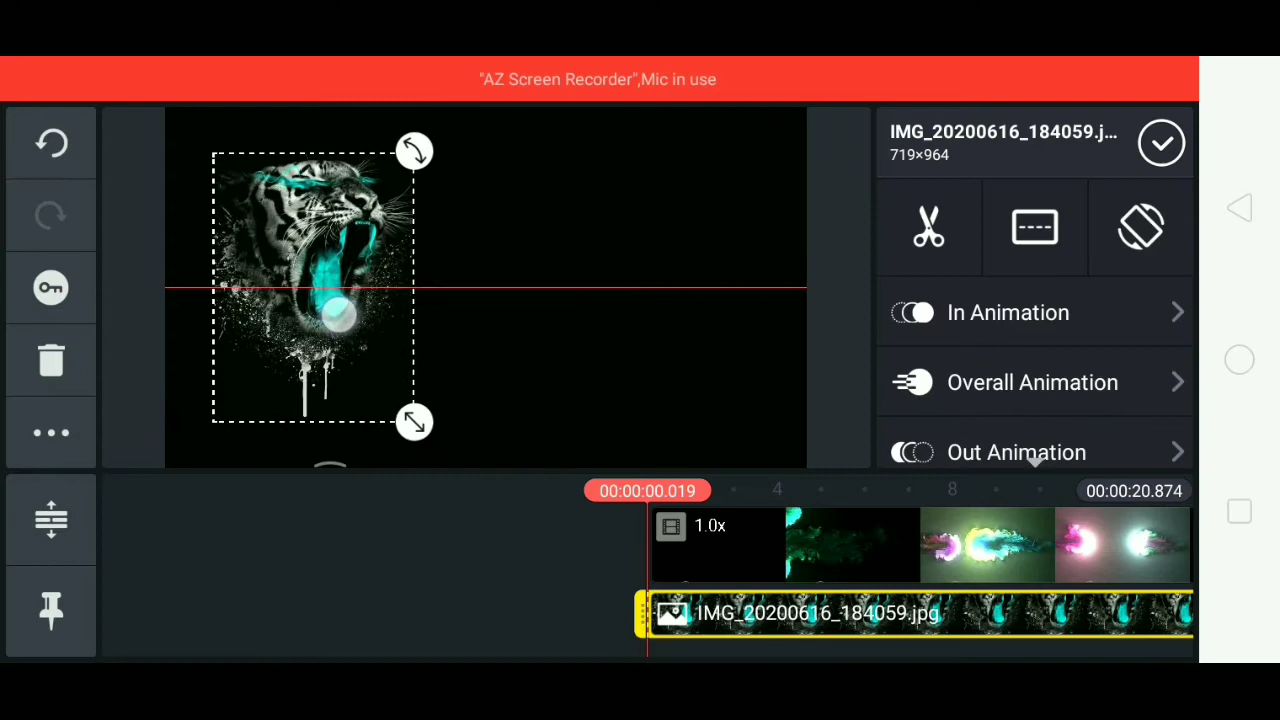 "AZ Screen Recorder",Mic in use
IMG_20200616_184059.j...
719×964
In Animation
Overall Animation
Out Animation
00:00:00.019
4
8
00:00:20.874
1.0x
IMG_20200616_184059.jpg